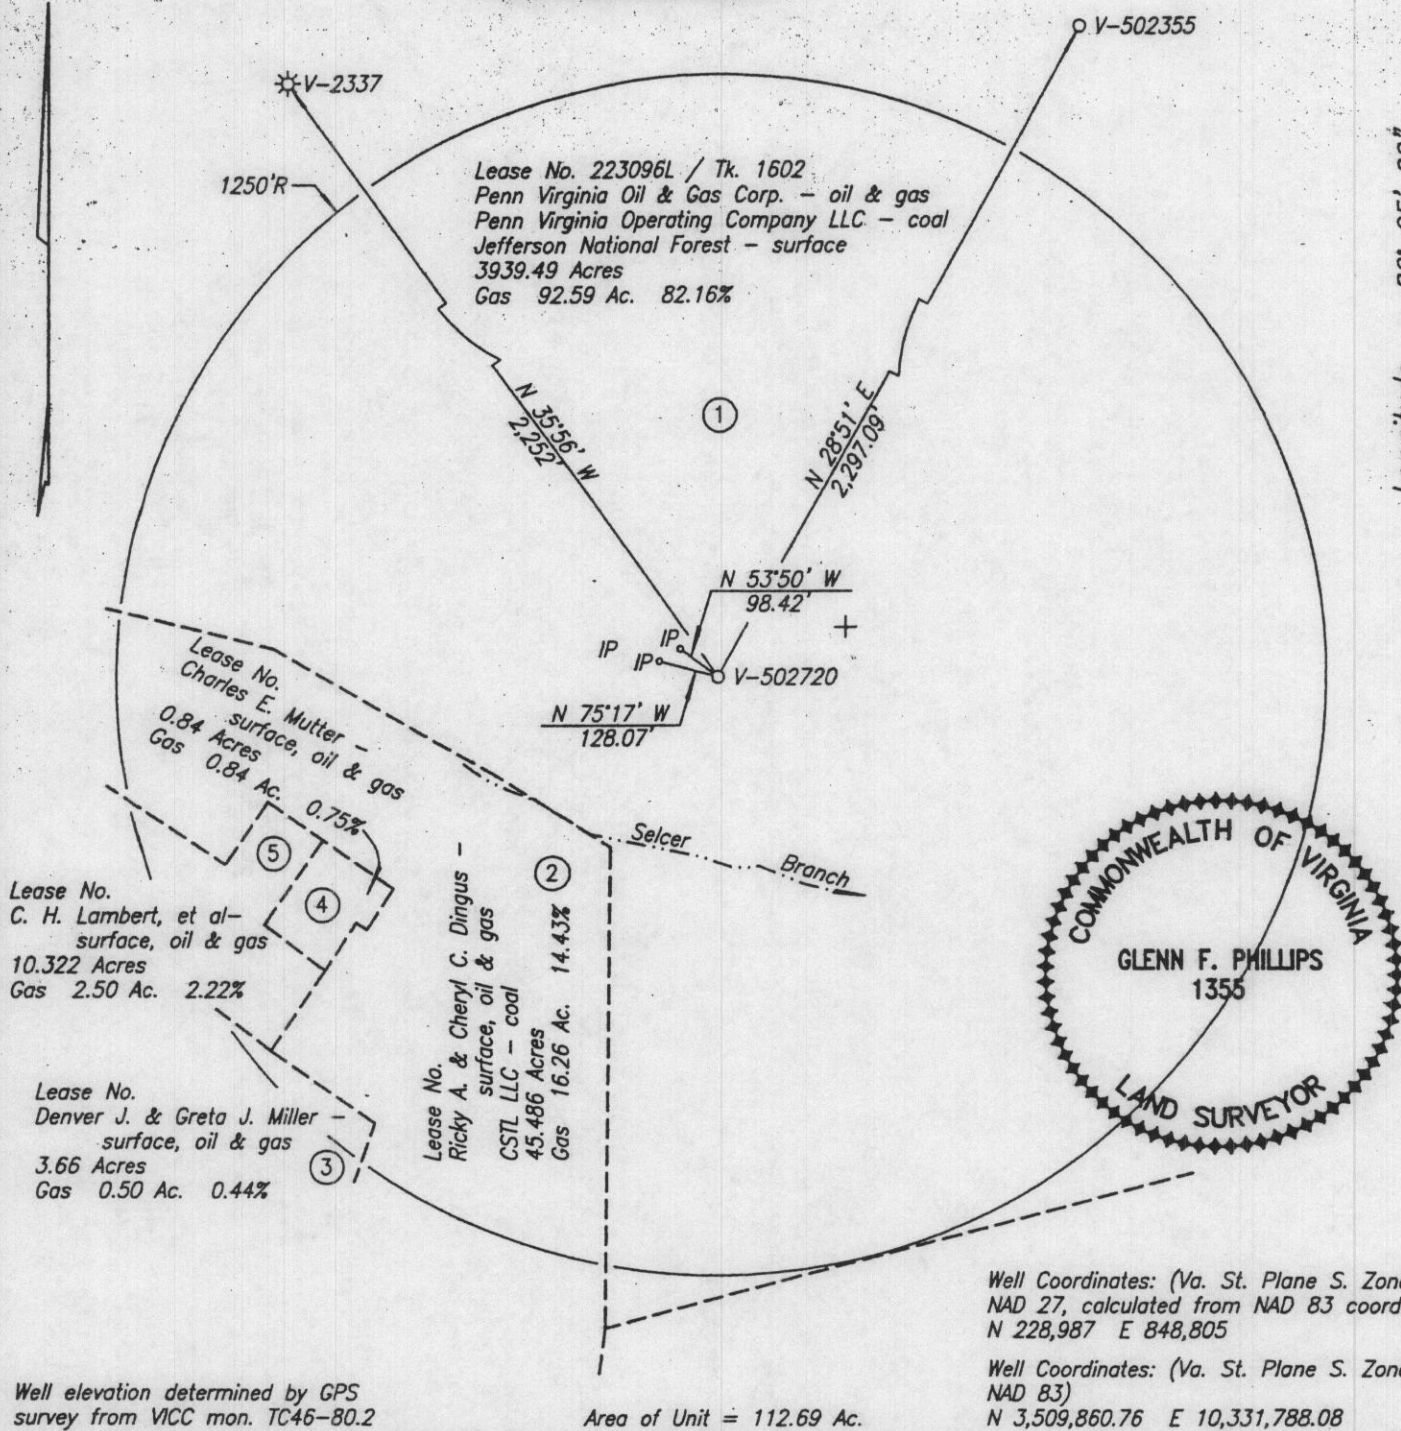 V-502355
V-2337
1250'R
Lease No. 223096L / Tk. 1602
Penn Virginia Oil & Gas Corp. – oil & gas
Penn Virginia Operating Company LLC – coal
Jefferson National Forest – surface
3939.49 Acres
Gas 92.59 Ac. 82.16%
N 35°56' W
2,252'
1
N 28°51' E
2,297.09'
N 53°50' W
98.42'
IP
IP
IP
V-502720
N 75°17' W
128.07'
Lease No.
Charles E. Mutter –
surface, oil & gas
0.84 Acres
Gas 0.84 Ac. 0.75%
Selcer Branch
5
4
2
Lease No.
C. H. Lambert, et al–
surface, oil & gas
10.322 Acres
Gas 2.50 Ac. 2.22%
Lease No.
Ricky A. & Cheryl C. Dingus –
surface, oil & gas
CSTL LLC – coal
45.486 Acres
Gas 16.26 Ac. 14.43%
Lease No.
Denver J. & Greta J. Miller –
surface, oil & gas
3.66 Acres
Gas 0.50 Ac. 0.44%
3
COMMONWEALTH OF VIRGINIA
GLENN F. PHILLIPS
1355
LAND SURVEYOR
Well Coordinates: (Va. St. Plane S. Zone
NAD 27, calculated from NAD 83 coord
N 228,987 E 848,805
Well Coordinates: (Va. St. Plane S. Zone
NAD 83)
N 3,509,860.76 E 10,331,788.08
Well elevation determined by GPS
survey from VICC mon. TC46-80.2
Area of Unit = 112.69 Ac.